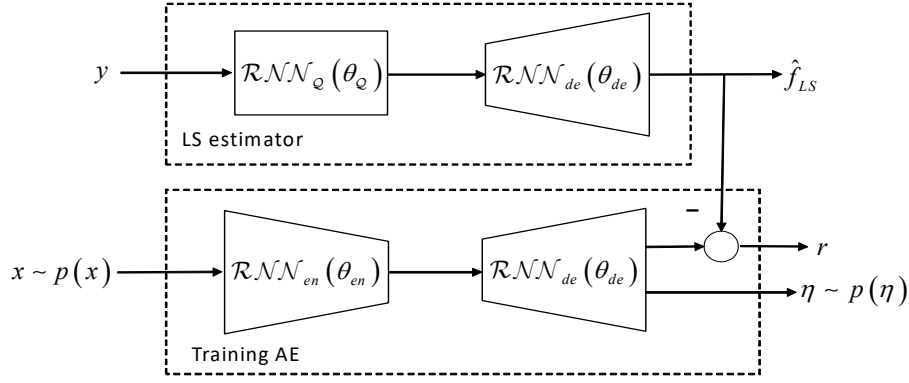 y
ℛ𝒩𝒩_𝒬(θ_𝒬)
ℛ𝒩𝒩_de(θ_de)
f̂_LS
LS estimator
−
x ~ p(x)
ℛ𝒩𝒩_en(θ_en)
ℛ𝒩𝒩_de(θ_de)
r
η ~ p(η)
Training AE